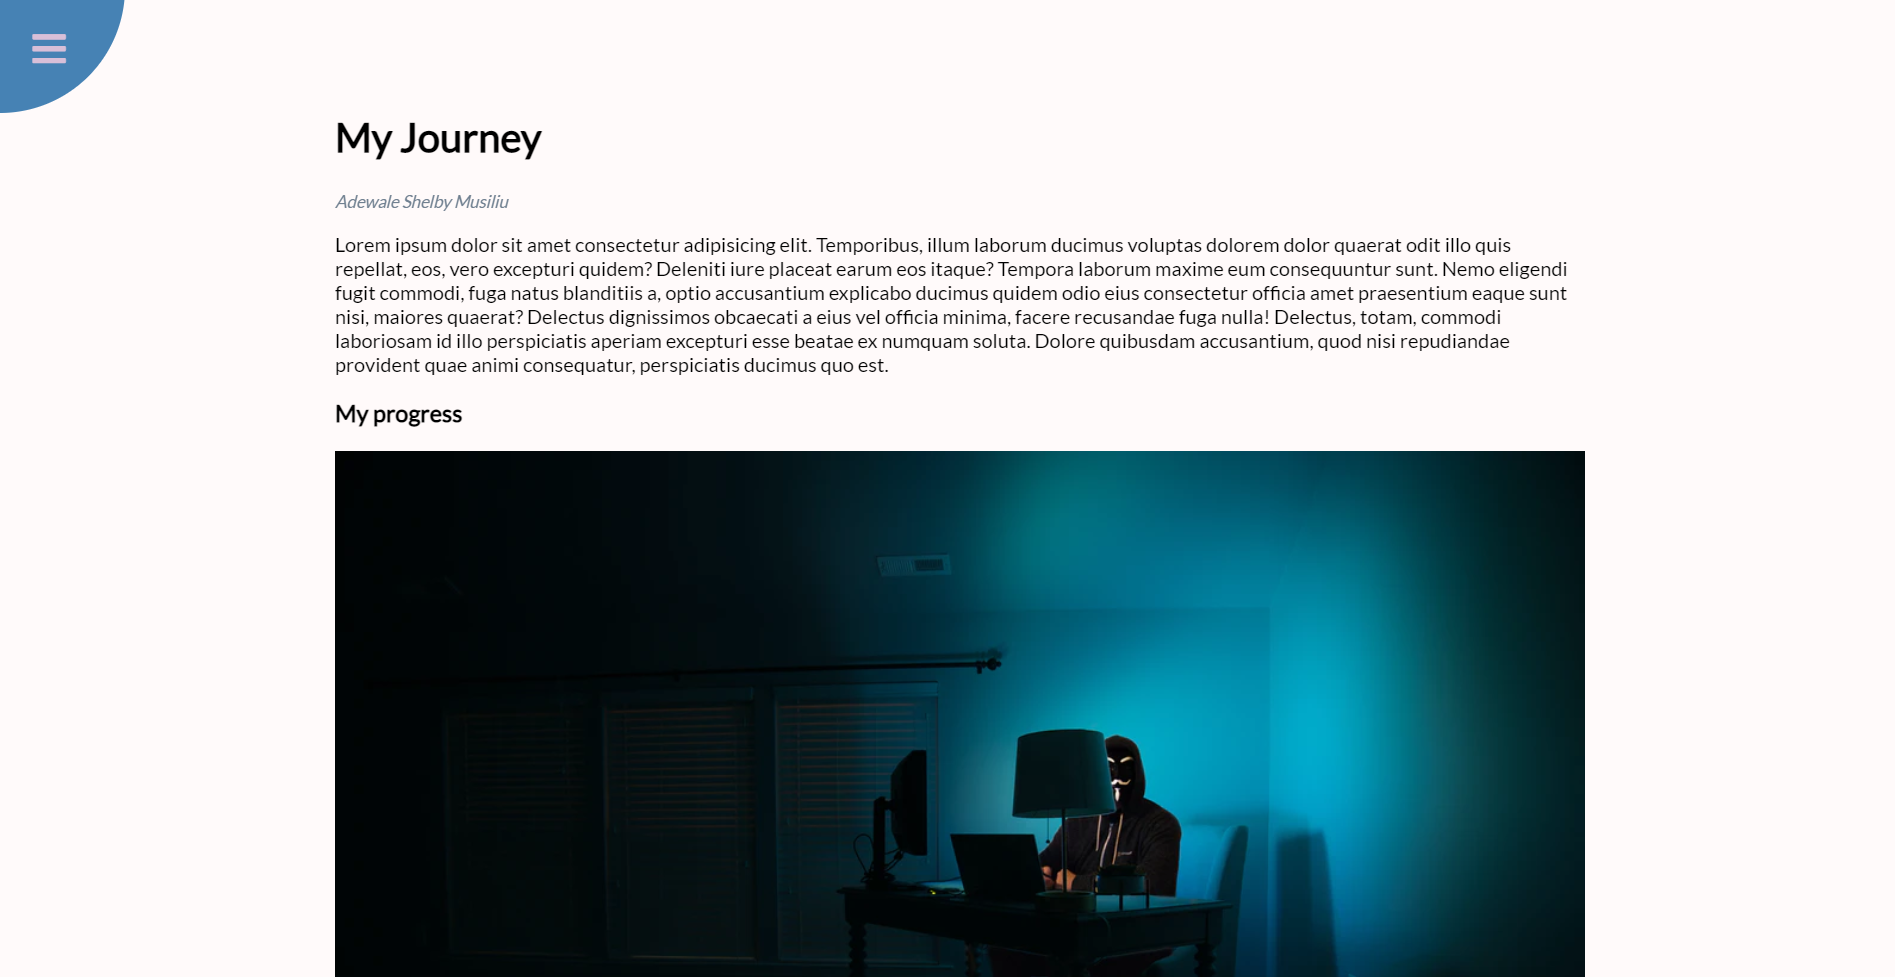 My Journey
Adewale Shelby Musiliu
Lorem ipsum dolor sit amet consectetur adipisicing elit. Temporibus, illum laborum ducimus voluptas dolorem dolor quaerat odit illo quis
repellat, eos, vero excepturi quidem? Deleniti iure placeat earum eos itaque? Tempora laborum maxime eum consequuntur sunt. Nemo eligendi
fugit commodi, fuga natus blanditiis a, optio accusantium explicabo ducimus quidem odio eius consectetur officia amet praesentium eaque sunt
nisi, maiores quaerat? Delectus dignissimos obcaecati a eius vel officia minima, facere recusandae fuga nulla! Delectus, totam, commodi
laboriosam id illo perspiciatis aperiam excepturi esse beatae ex numquam soluta. Dolore quibusdam accusantium, quod nisi repudiandae
provident quae animi consequatur, perspiciatis ducimus quo est.
My progress